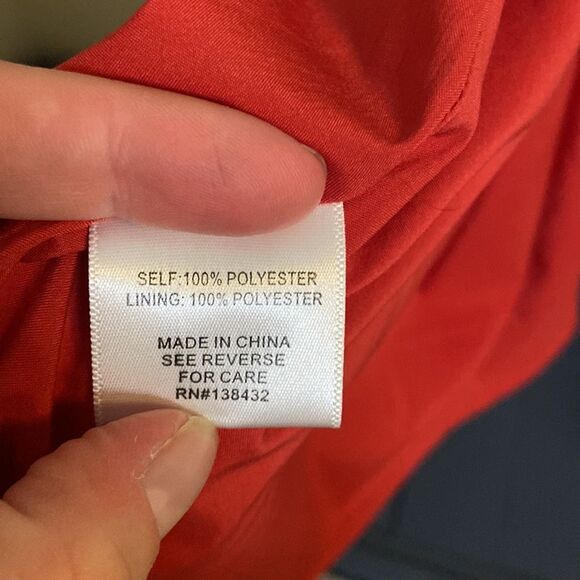 SELF:100% POLYESTER
LINING: 100% POLYESTER
MADE IN CHINA
SEE REVERSE
FOR CARE
RN#138432